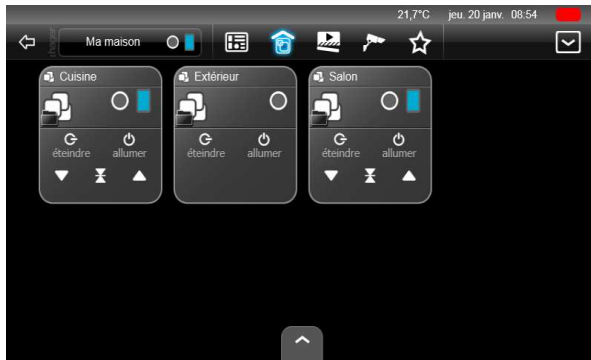 21,7°C jeu. 20 janv. 08:54
Ma maison
Cuisine
éteindre allumer
Extérieur
éteindre allumer
Salon
éteindre allumer